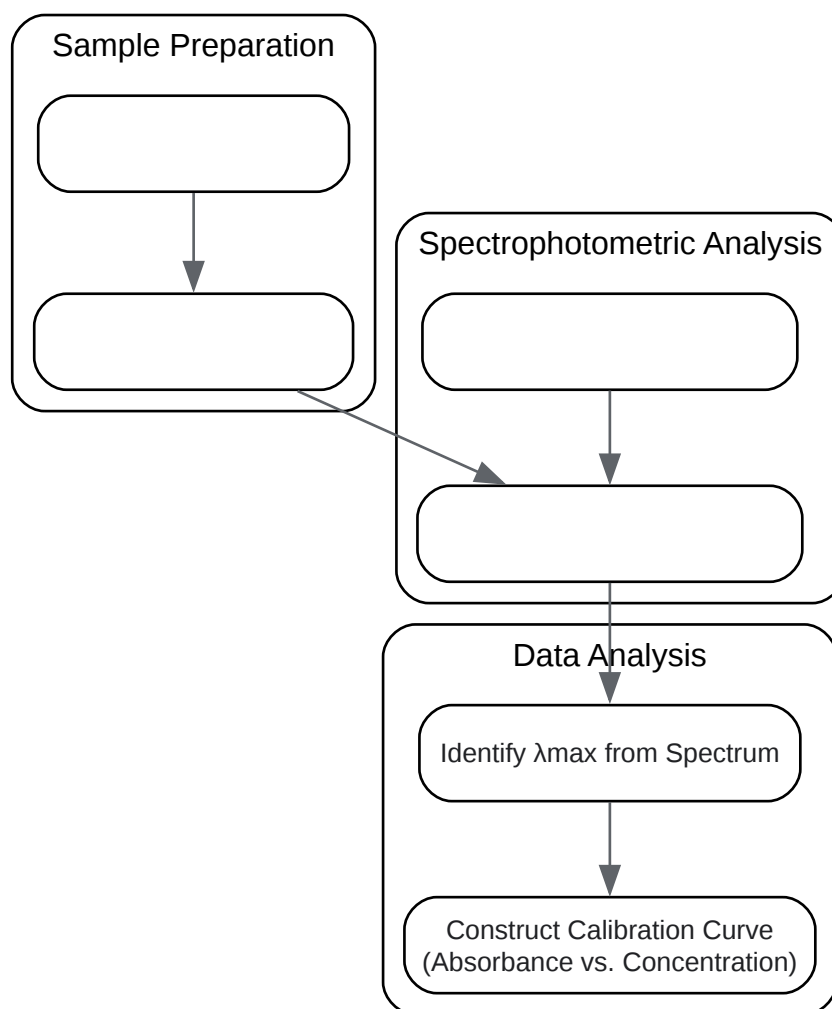 Sample Preparation
Spectrophotometric Analysis
Data Analysis
Identify λmax from Spectrum
Construct Calibration Curve
(Absorbance vs. Concentration)